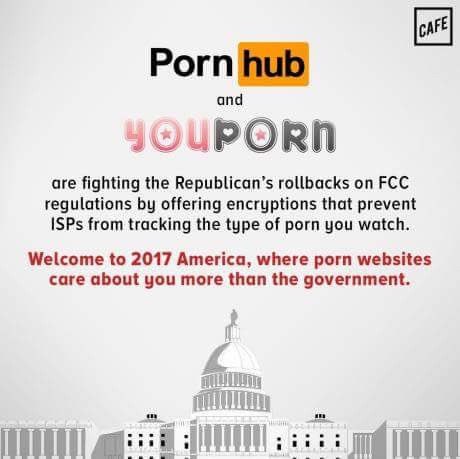 CAFE
Porn hub
and
YOUPORN
are fighting the Republican's rollbacks on FCC
regulations by offering encryptions that prevent
ISPs from tracking the type of porn you watch.
Welcome to 2017 America, where porn websites
care about you more than the government.